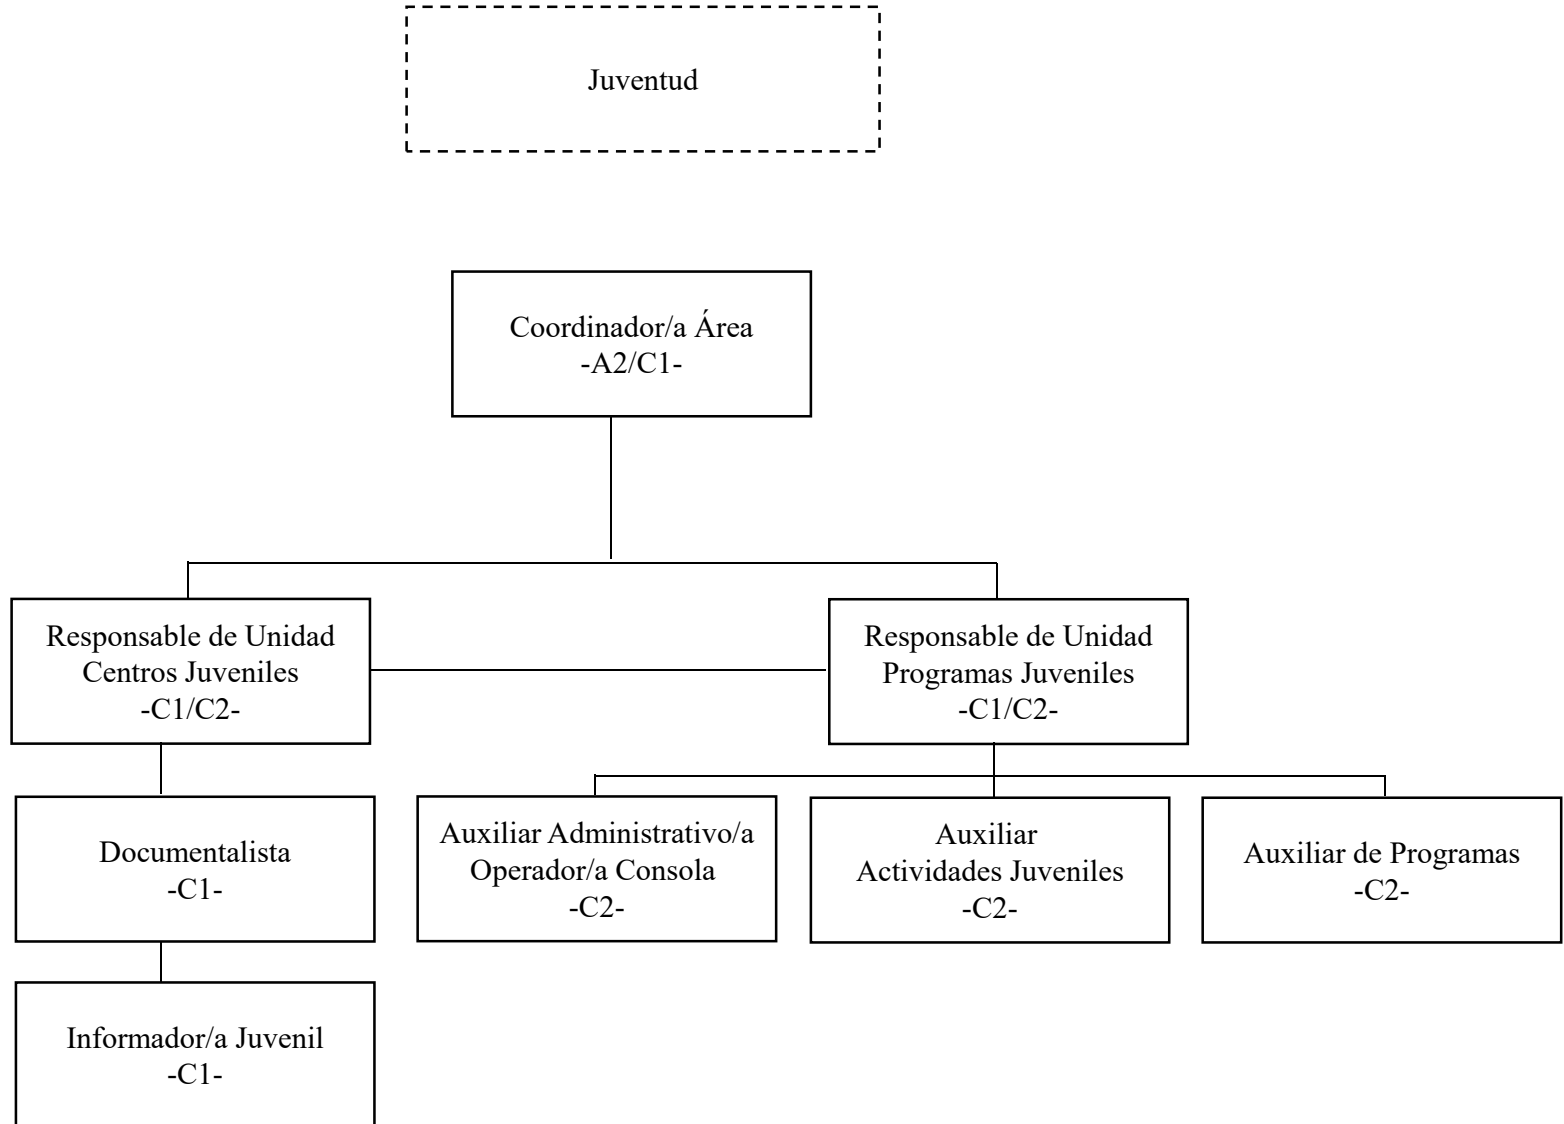 Juventud
Coordinador/a Área
-A2/C1-
Responsable de Unidad
Centros Juveniles
-C1/C2-
Responsable de Unidad
Programas Juveniles
-C1/C2-
Documentalista
-C1-
Auxiliar Administrativo/a
Operador/a Consola
-C2-
Auxiliar
Actividades Juveniles
-C2-
Auxiliar de Programas
-C2-
Informador/a Juvenil
-C1-